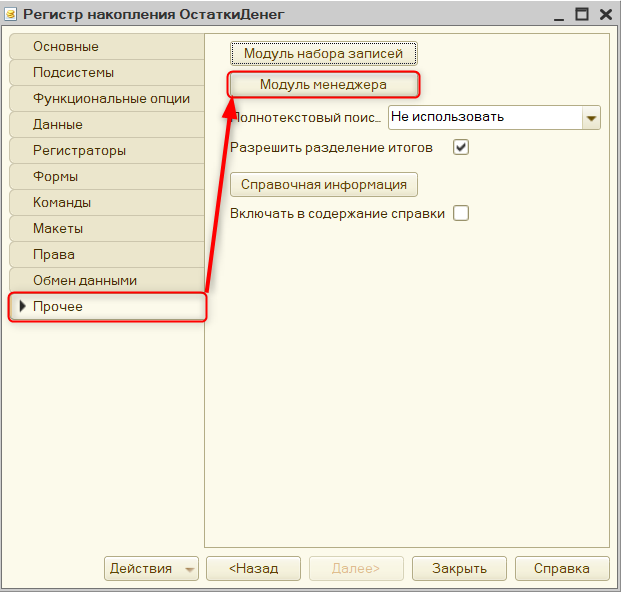 Регистр накопления ОстаткиДенег
Основные
Подсистемы
Функциональные опции
Данные
Регистраторы
Формы
Команды
Макеты
Права
Обмен данными
Прочее
Модуль набора записей
Модуль менеджера
Полнотекстовый поис... Не использовать
Разрешить разделение итогов
Справочная информация
Включать в содержание справки
Действия <Назад Далее> Закрыть Справка